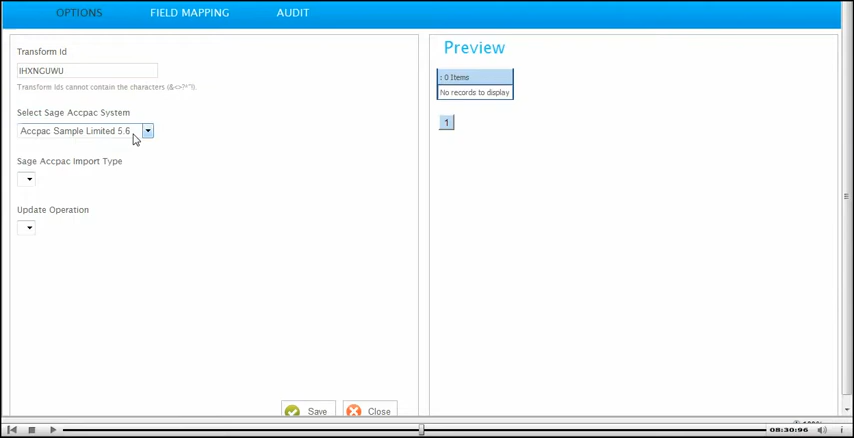 OPTIONS FIELD MAPPING AUDIT
Transform Id
IHXNGUWU
Transform Ids cannot contain the characters (&<>?*"')
Select Sage Accpac System
Accpac Sample Limited 5.6
Sage Accpac Import Type
Update Operation
Save Close
Preview
: 0 Items
No records to display
1
08:30:96